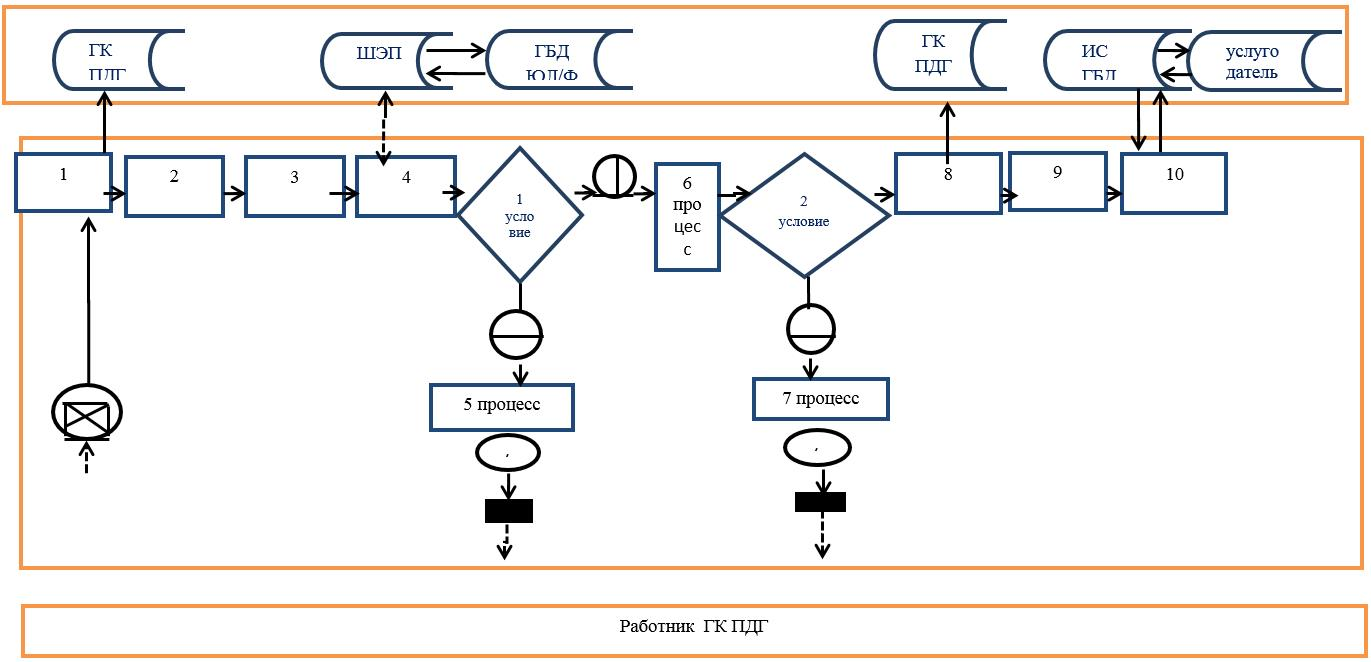 ГК
ПДГ
ШЭП
ГБД
ЮЛ/Ф
ГК
ПДГ
ИС
ГБД
услуго
датель
1
2
3
4
1
усло
вие
6
про
цес
с
2
условие
8
9
10
5 процесс
7 процесс
,
,
Работник ГК ПДГ